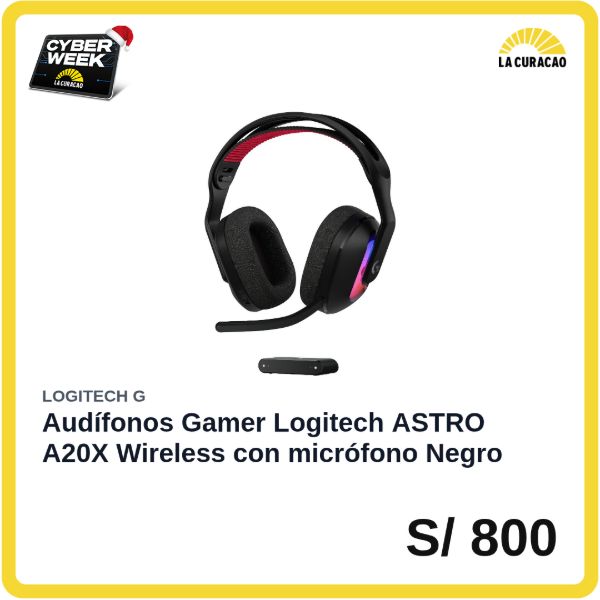 CYBER
WEEK
LA CURACAO
LA CURACAO
LOGITECH G
Audífonos Gamer Logitech ASTRO
A20X Wireless con micrófono Negro
S/ 800